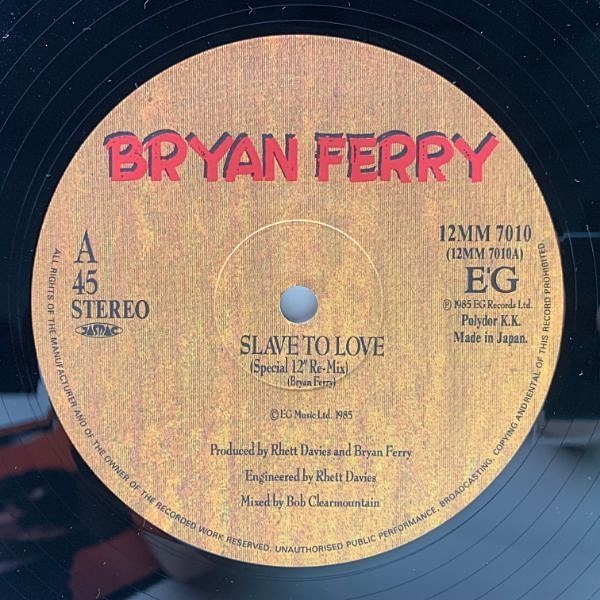 BRYAN FERRY
A
45
STEREO
JASRAC
12MM 7010
(12MM 7010A)
E'G
℗ 1985 EG Records Ltd.
Polydor K.K.
Made in Japan.
SLAVE TO LOVE
(Special 12" Re-Mix)
(Bryan Ferry)
© EG Music Ltd. 1985
Produced by Rhett Davies and Bryan Ferry
Engineered by Rhett Davies
Mixed by Bob Clearmountain
ALL RIGHTS OF THE MANUFACTURER AND OF THE OWNER OF THE RECORDED WORK RESERVED. UNAUTHORISED PUBLIC PERFORMANCE, BROADCASTING, COPYING AND RENTAL OF THIS RECORD PROHIBITED.